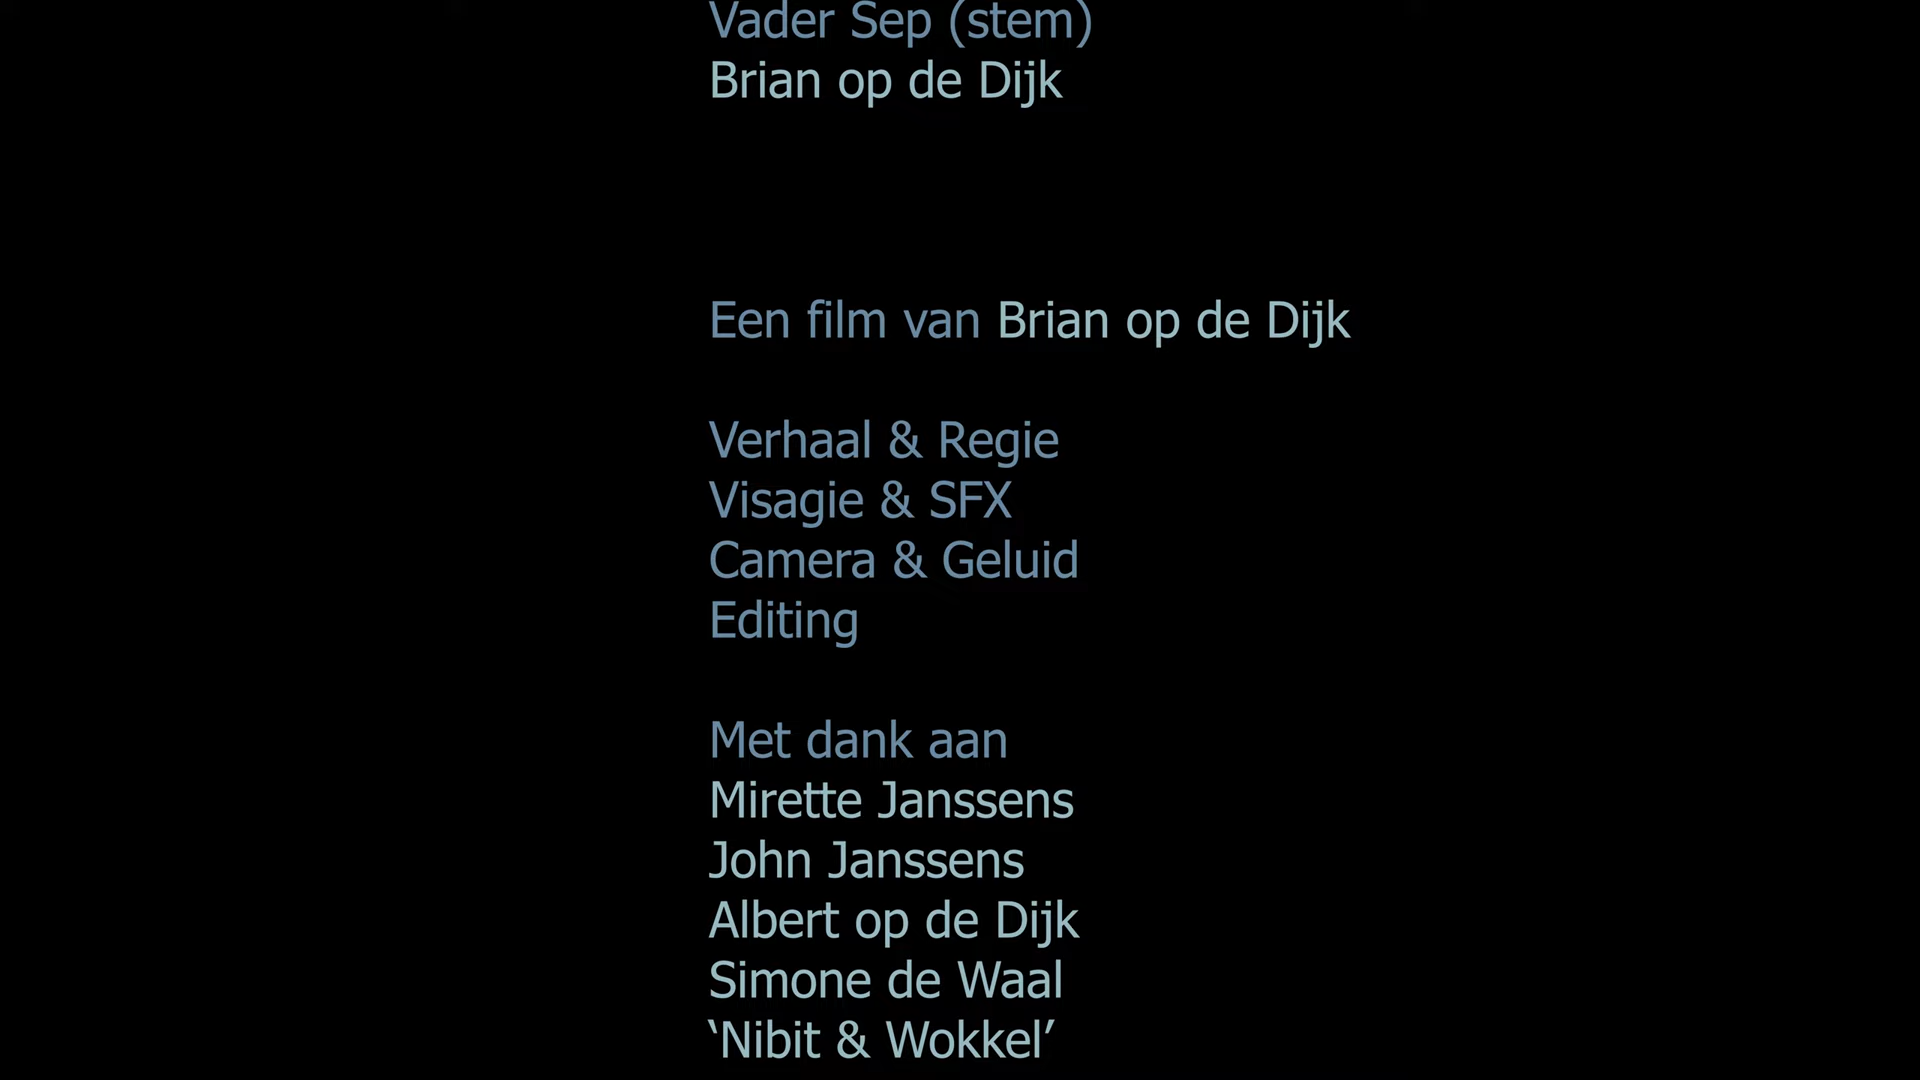 Vader Sep (stem)
Brian op de Dijk
Een film van Brian op de Dijk
Verhaal & Regie
Visagie & SFX
Camera & Geluid
Editing
Met dank aan
Mirette Janssens
John Janssens
Albert op de Dijk
Simone de Waal
‘Nibit & Wokkel’